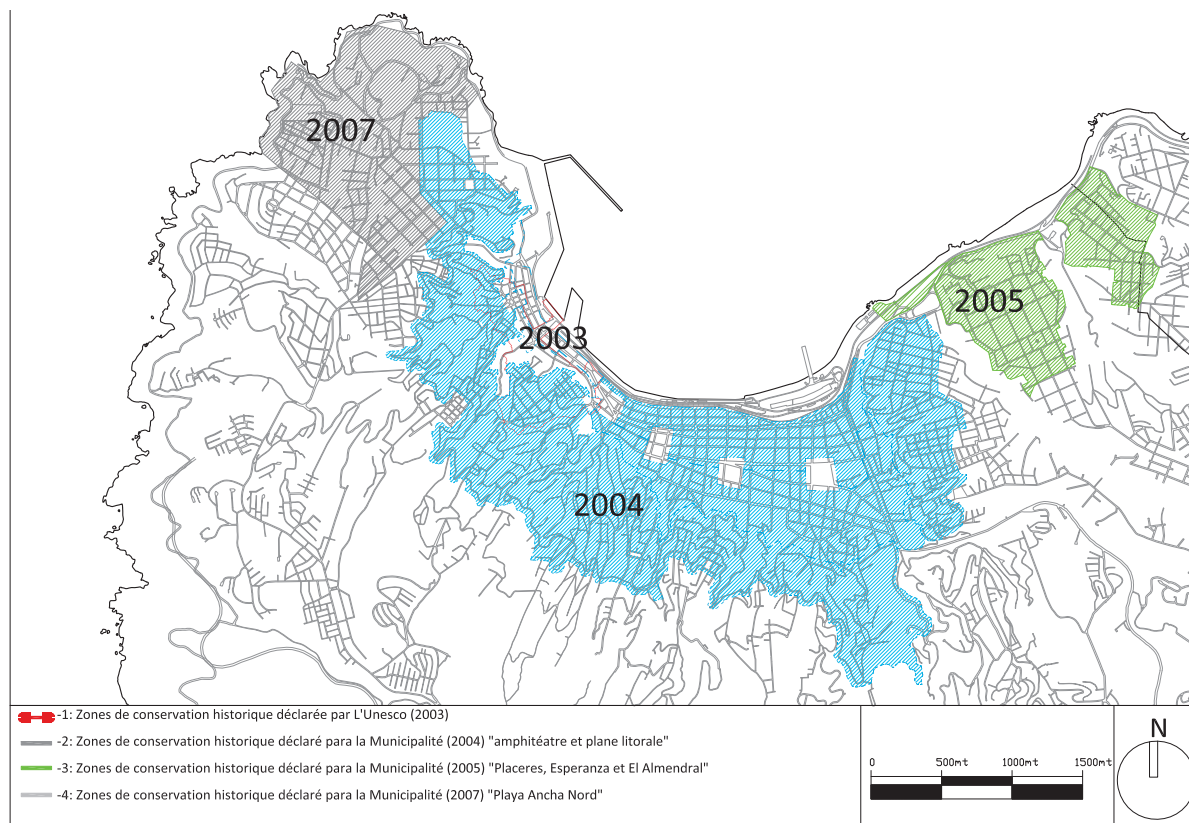 2007
2005
2003
2004
-1: Zones de conservation historique déclarée par L'Unesco (2003)
-2: Zones de conservation historique déclaré para la Municipalité (2004) "amphitéatre et plane litorale"
-3: Zones de conservation historique déclaré para la Municipalité (2005) "Placeres, Esperanza et El Almendral"
-4: Zones de conservation historique déclaré para la Municipalité (2007) "Playa Ancha Nord"
0 500mt 1000mt 1500mt
N